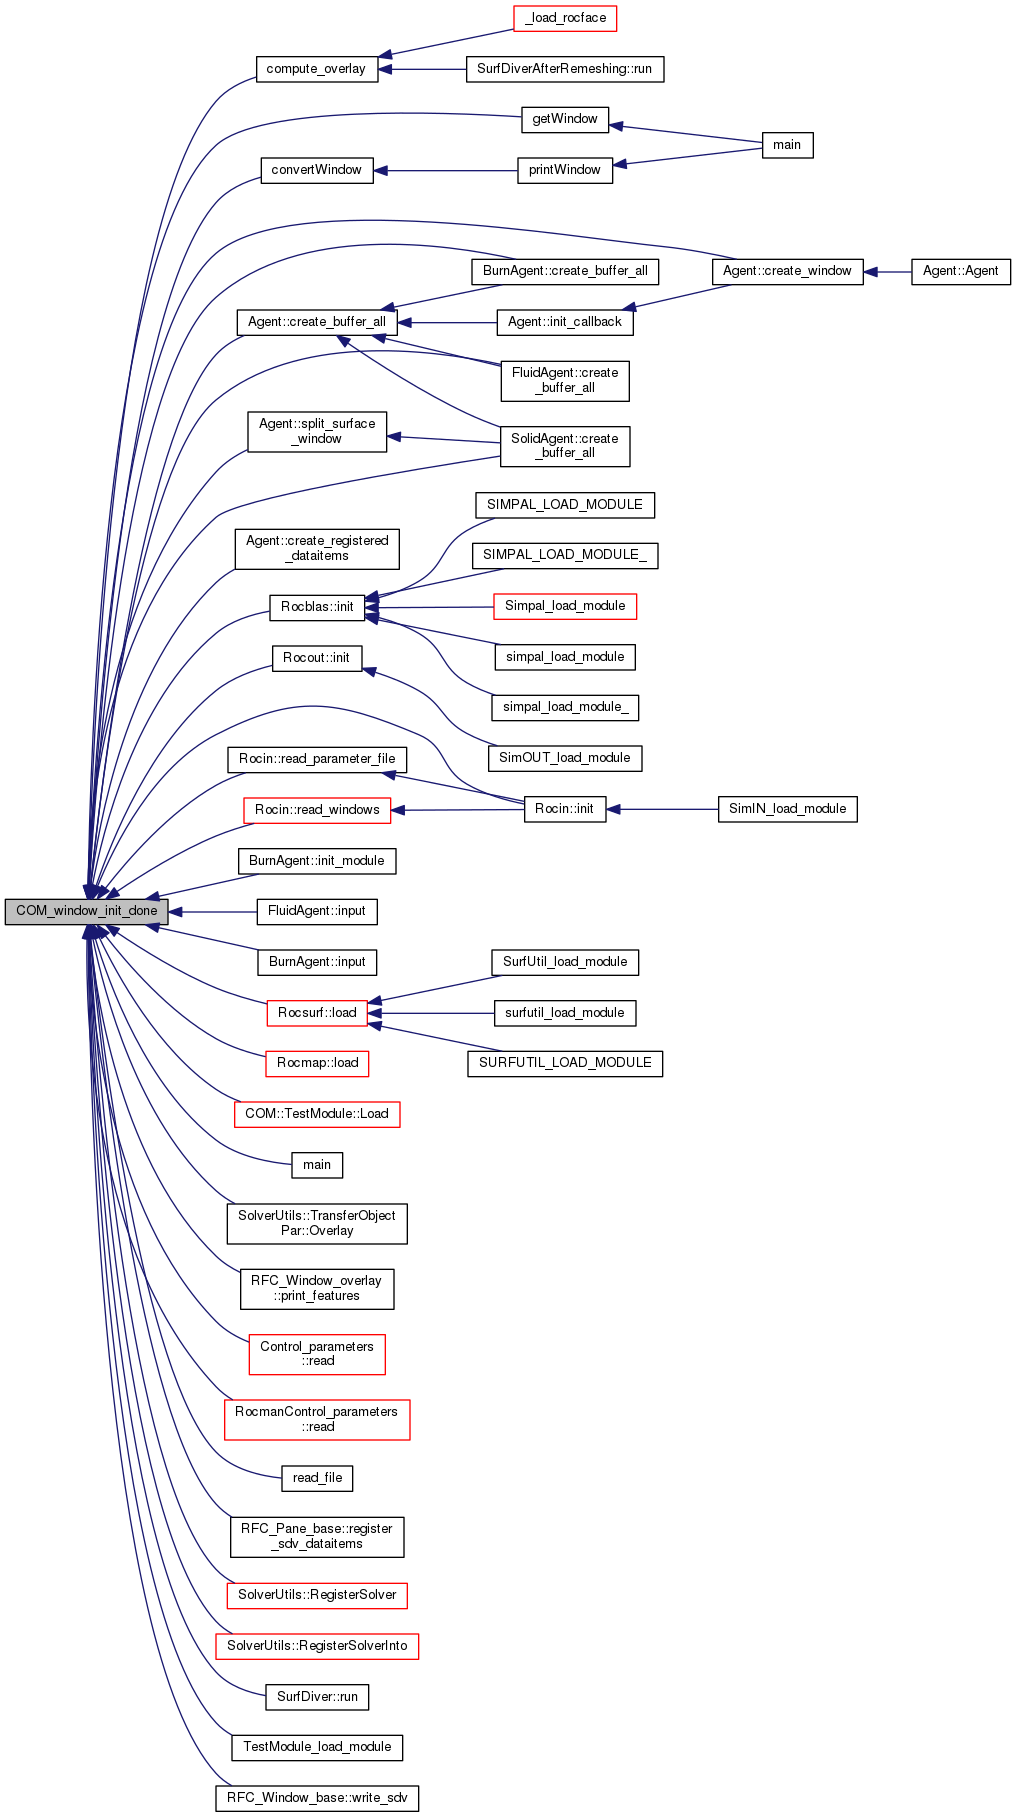 _load_rocface
compute_overlay
SurfDiverAfterRemeshing::run
getWindow
main
convertWindow
printWindow
BurnAgent::create_buffer_all
Agent::create_window
Agent::Agent
Agent::create_buffer_all
Agent::init_callback
FluidAgent::create
_buffer_all
Agent::split_surface
_window
SolidAgent::create
_buffer_all
SIMPAL_LOAD_MODULE
Agent::create_registered
_dataitems
SIMPAL_LOAD_MODULE_
Rocblas::init
Simpal_load_module
simpal_load_module
Rocout::init
simpal_load_module_
SimOUT_load_module
Rocin::read_parameter_file
Rocin::read_windows
Rocin::init
SimIN_load_module
BurnAgent::init_module
COM_window_init_done
FluidAgent::input
BurnAgent::input
SurfUtil_load_module
Rocsurf::load
surfutil_load_module
SURFUTIL_LOAD_MODULE
Rocmap::load
COM::TestModule::Load
main
SolverUtils::TransferObject
Par::Overlay
RFC_Window_overlay
::print_features
Control_parameters
::read
RocmanControl_parameters
::read
read_file
RFC_Pane_base::register
_sdv_dataitems
SolverUtils::RegisterSolver
SolverUtils::RegisterSolverInto
SurfDiver::run
TestModule_load_module
RFC_Window_base::write_sdv